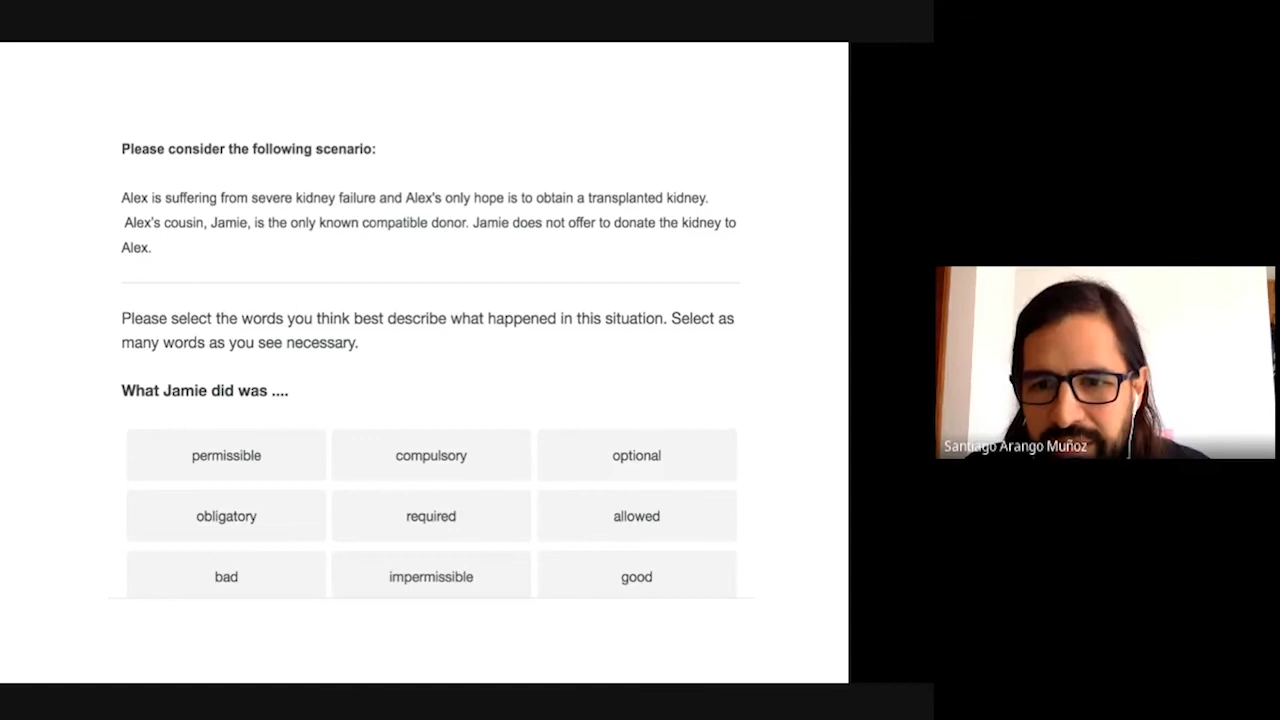 Please consider the following scenario:
Alex is suffering from severe kidney failure and Alex's only hope is to obtain a transplanted kidney.
Alex's cousin, Jamie, is the only known compatible donor. Jamie does not offer to donate the kidney to
Alex.
Please select the words you think best describe what happened in this situation. Select as
many words as you see necessary.
What Jamie did was ....
permissible compulsory optional
obligatory required allowed
bad impermissible good
Santiago Arango Muñoz